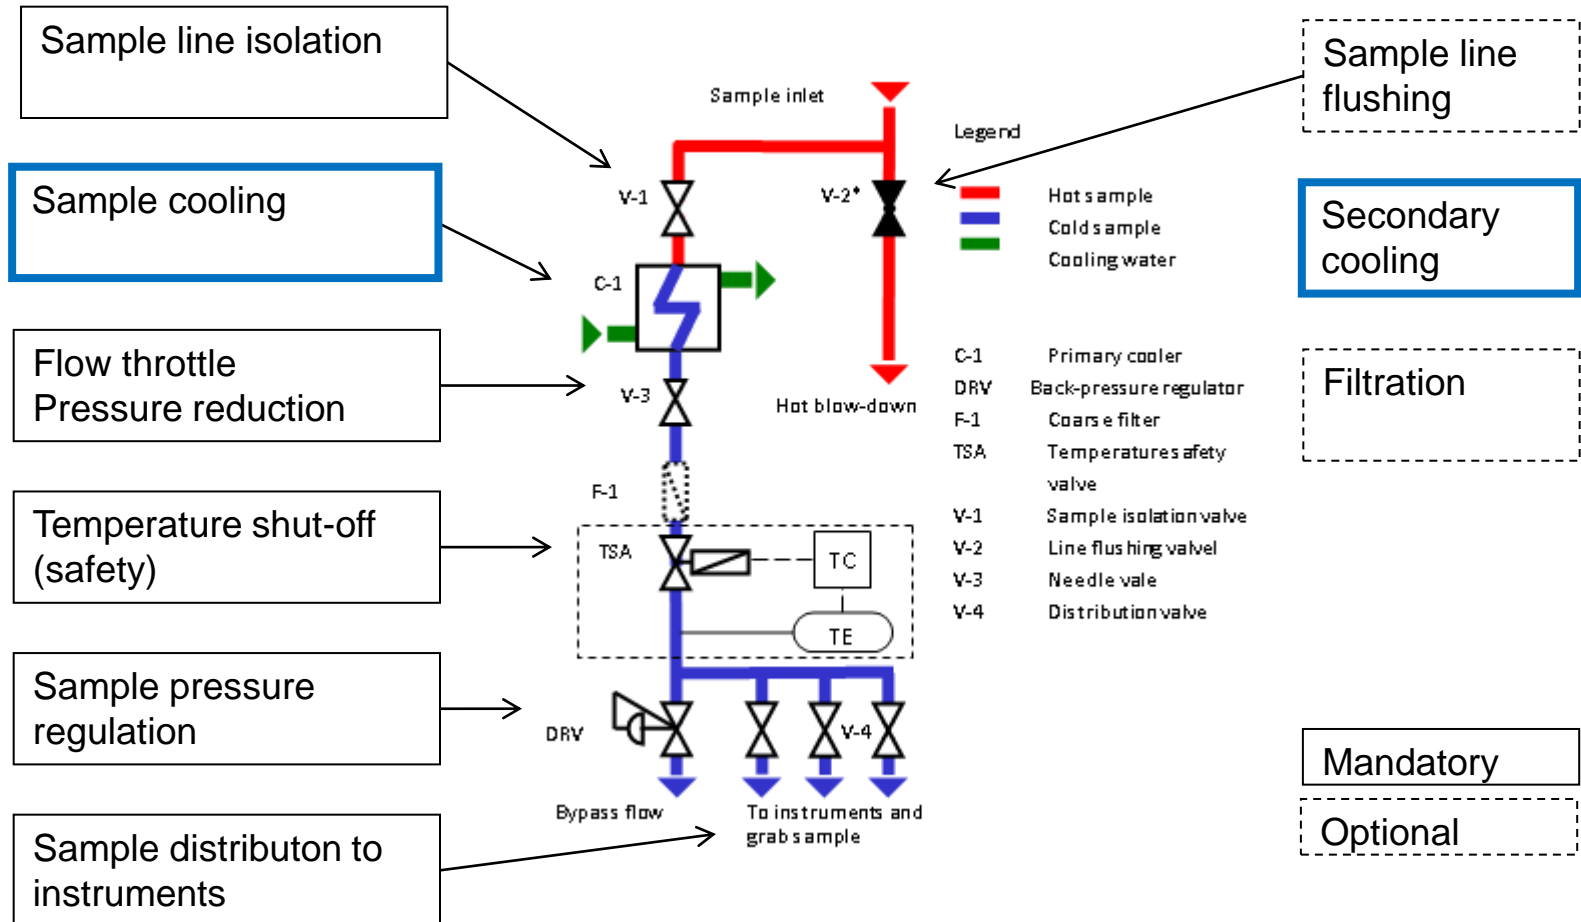 Sample line isolation
Sample cooling
Flow throttle
Pressure reduction
Temperature shut-off
(safety)
Sample pressure
regulation
Sample distributon to
instruments
Sample inlet
V-1
V-2*
C-1
V-3
Hot blow-down
F-1
TSA
TC
TE
DRV
V-4
Bypass flow
To instruments and
grab sample
Legend
Hot sample
Cold sample
Cooling water
C-1 Primary cooler
DRV Back-pressure regulator
F-1 Coarse filter
TSA Temperature safety
valve
V-1 Sample isolation valve
V-2 Line flushing valvel
V-3 Needle vale
V-4 Distribution valve
Sample line
flushing
Secondary
cooling
Filtration
Mandatory
Optional